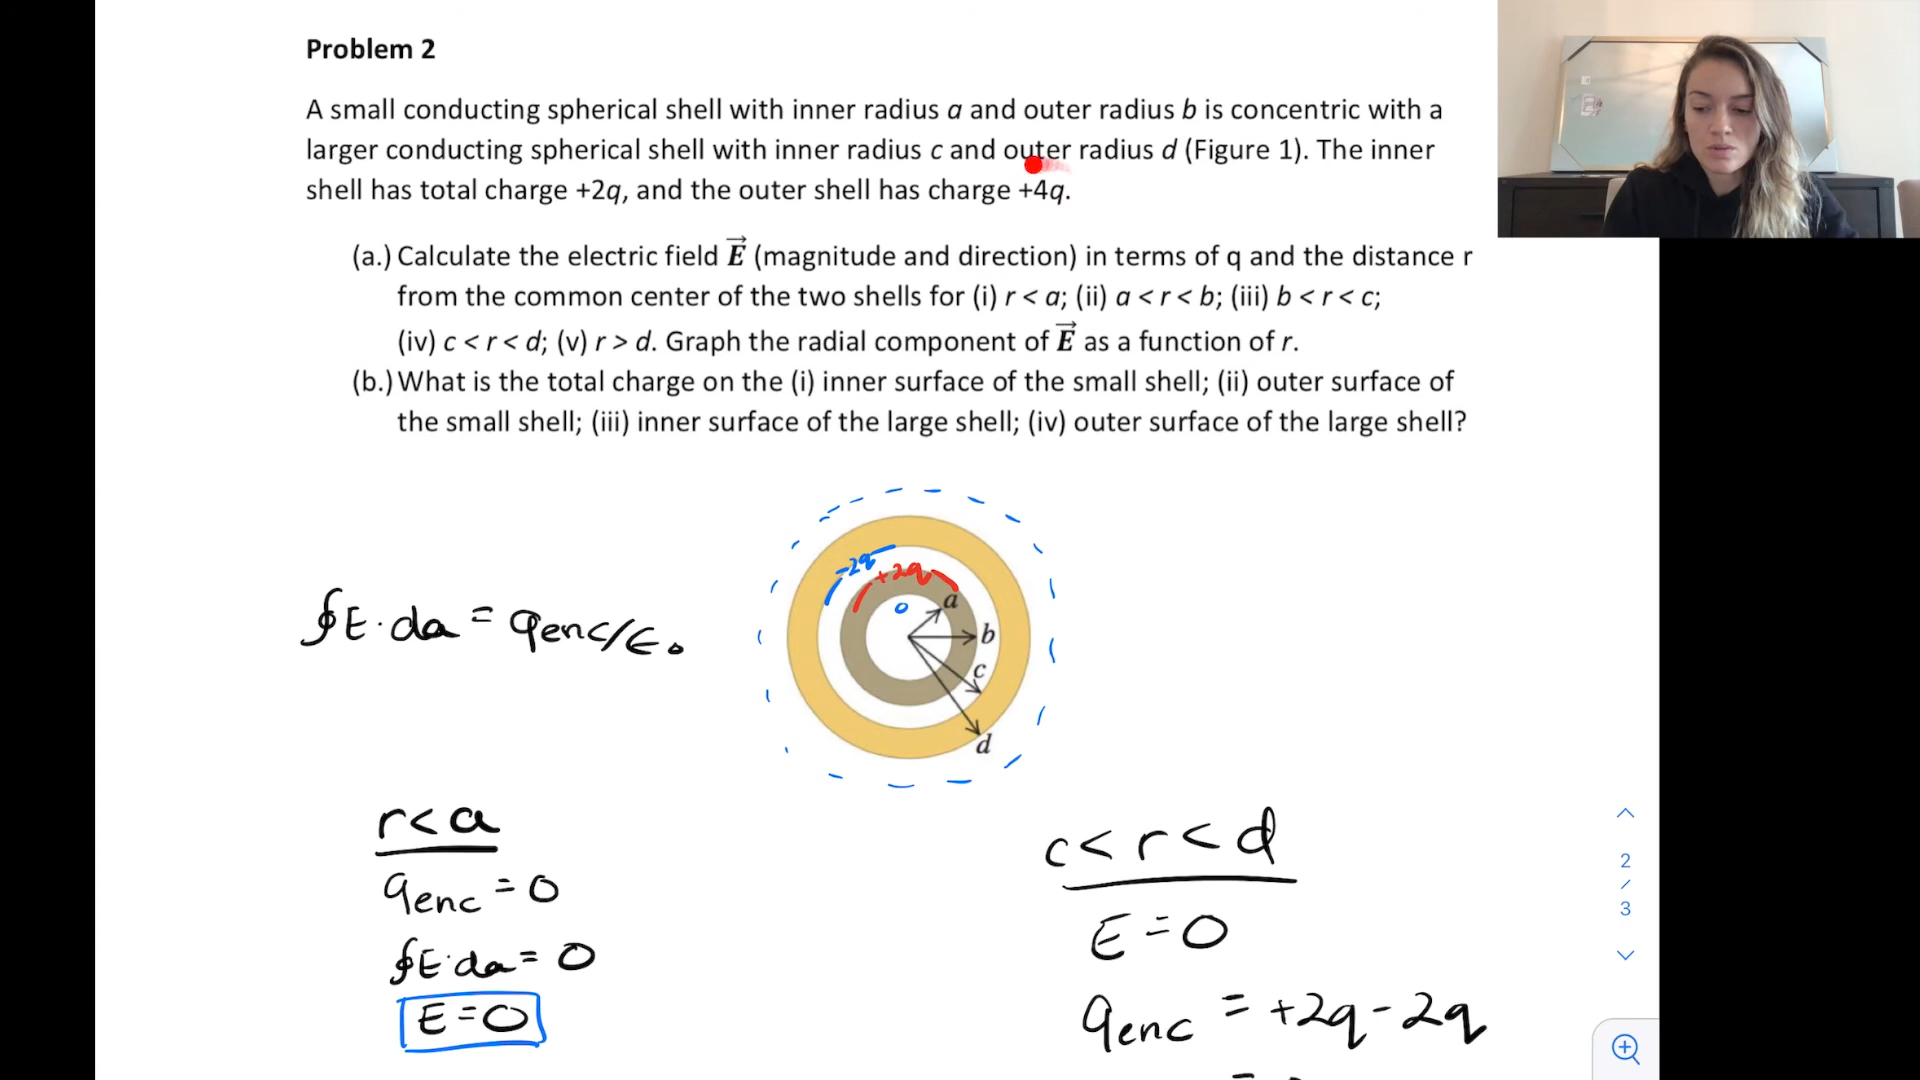 Problem 2
A small conducting spherical shell with inner radius a and outer radius b is concentric with a
larger conducting spherical shell with inner radius c and outer radius d (Figure 1). The inner
shell has total charge +2q, and the outer shell has charge +4q.
(a.) Calculate the electric field E⃗ (magnitude and direction) in terms of q and the distance r
from the common center of the two shells for (i) r < a; (ii) a < r < b; (iii) b < r < c;
(iv) c < r < d; (v) r > d. Graph the radial component of E⃗ as a function of r.
(b.) What is the total charge on the (i) inner surface of the small shell; (ii) outer surface of
the small shell; (iii) inner surface of the large shell; (iv) outer surface of the large shell?
-2q
+2q
0
a
b
c
d
∮E·da = qenc/ε0
r<a
qenc = 0
∮E·da = 0
E = 0
c < r < d
E = 0
qenc = +2q - 2q
2
/
3